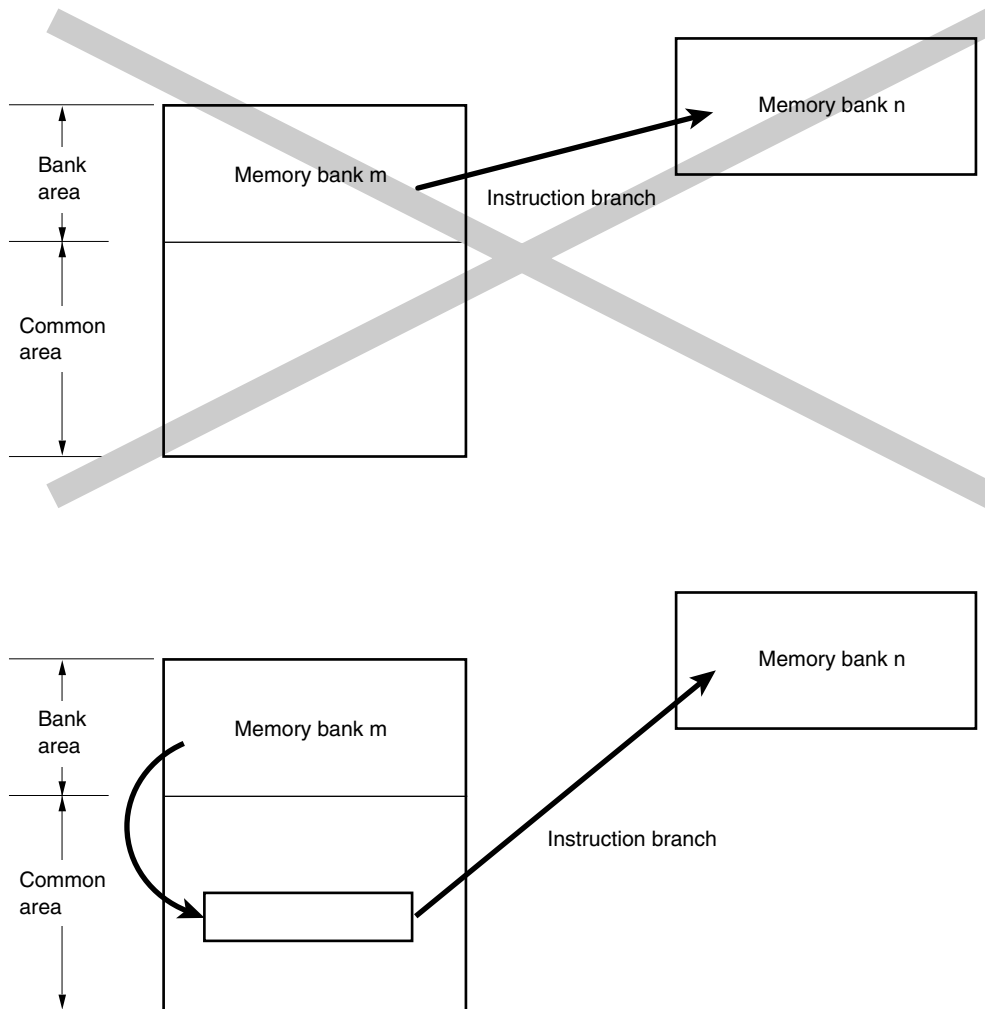 Memory bank n
Memory bank m
Bank
area
Instruction branch
Common
area
Memory bank n
Memory bank m
Bank
area
Instruction branch
Common
area